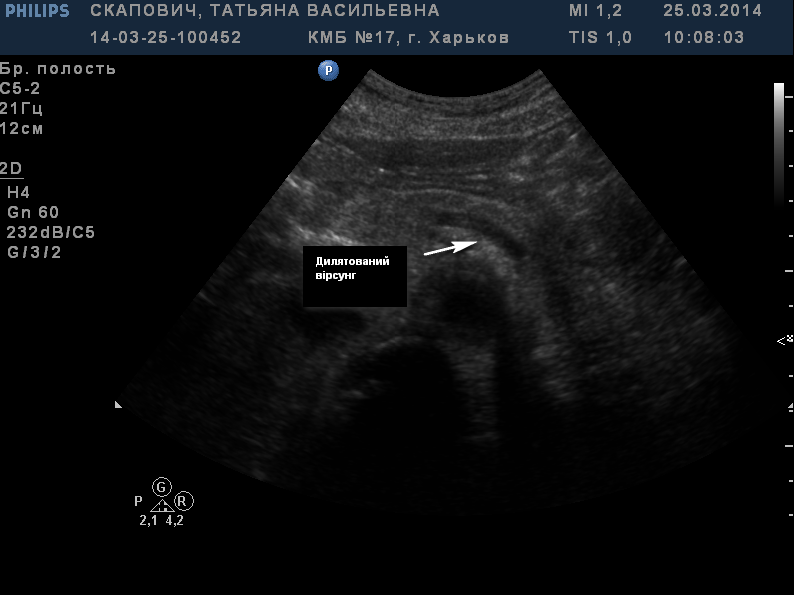 PHILIPS СКАПОВИЧ, ТАТЬЯНА ВАСИЛЬЕВНА MI 1,2 25.03.2014
14-03-25-100452 КМБ №17, г. Харьков TIS 1,0 10:08:03
Бр. полость
C5-2
21Гц
12см
P
2D
H4
Gn 60
232dB/C5
G/3/2
Дилятований
вірсунг
G
P R
2,1 4,2